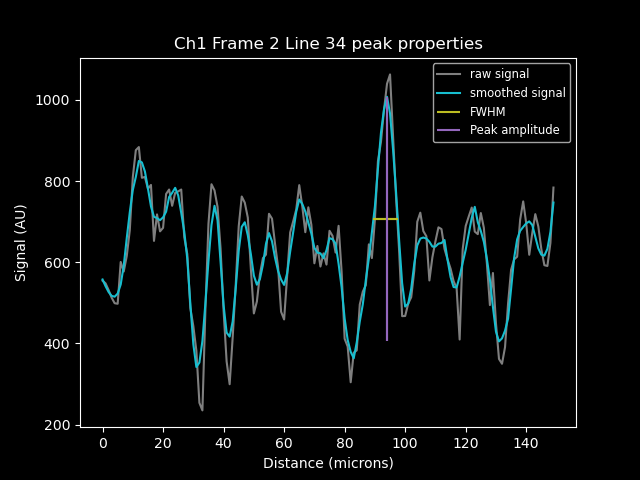 Ch1 Frame 2 Line 34 peak properties
raw signal
smoothed signal
FWHM
Peak amplitude
Signal (AU)
1000
800
600
400
200
0 20 40 60 80 100 120 140
Distance (microns)